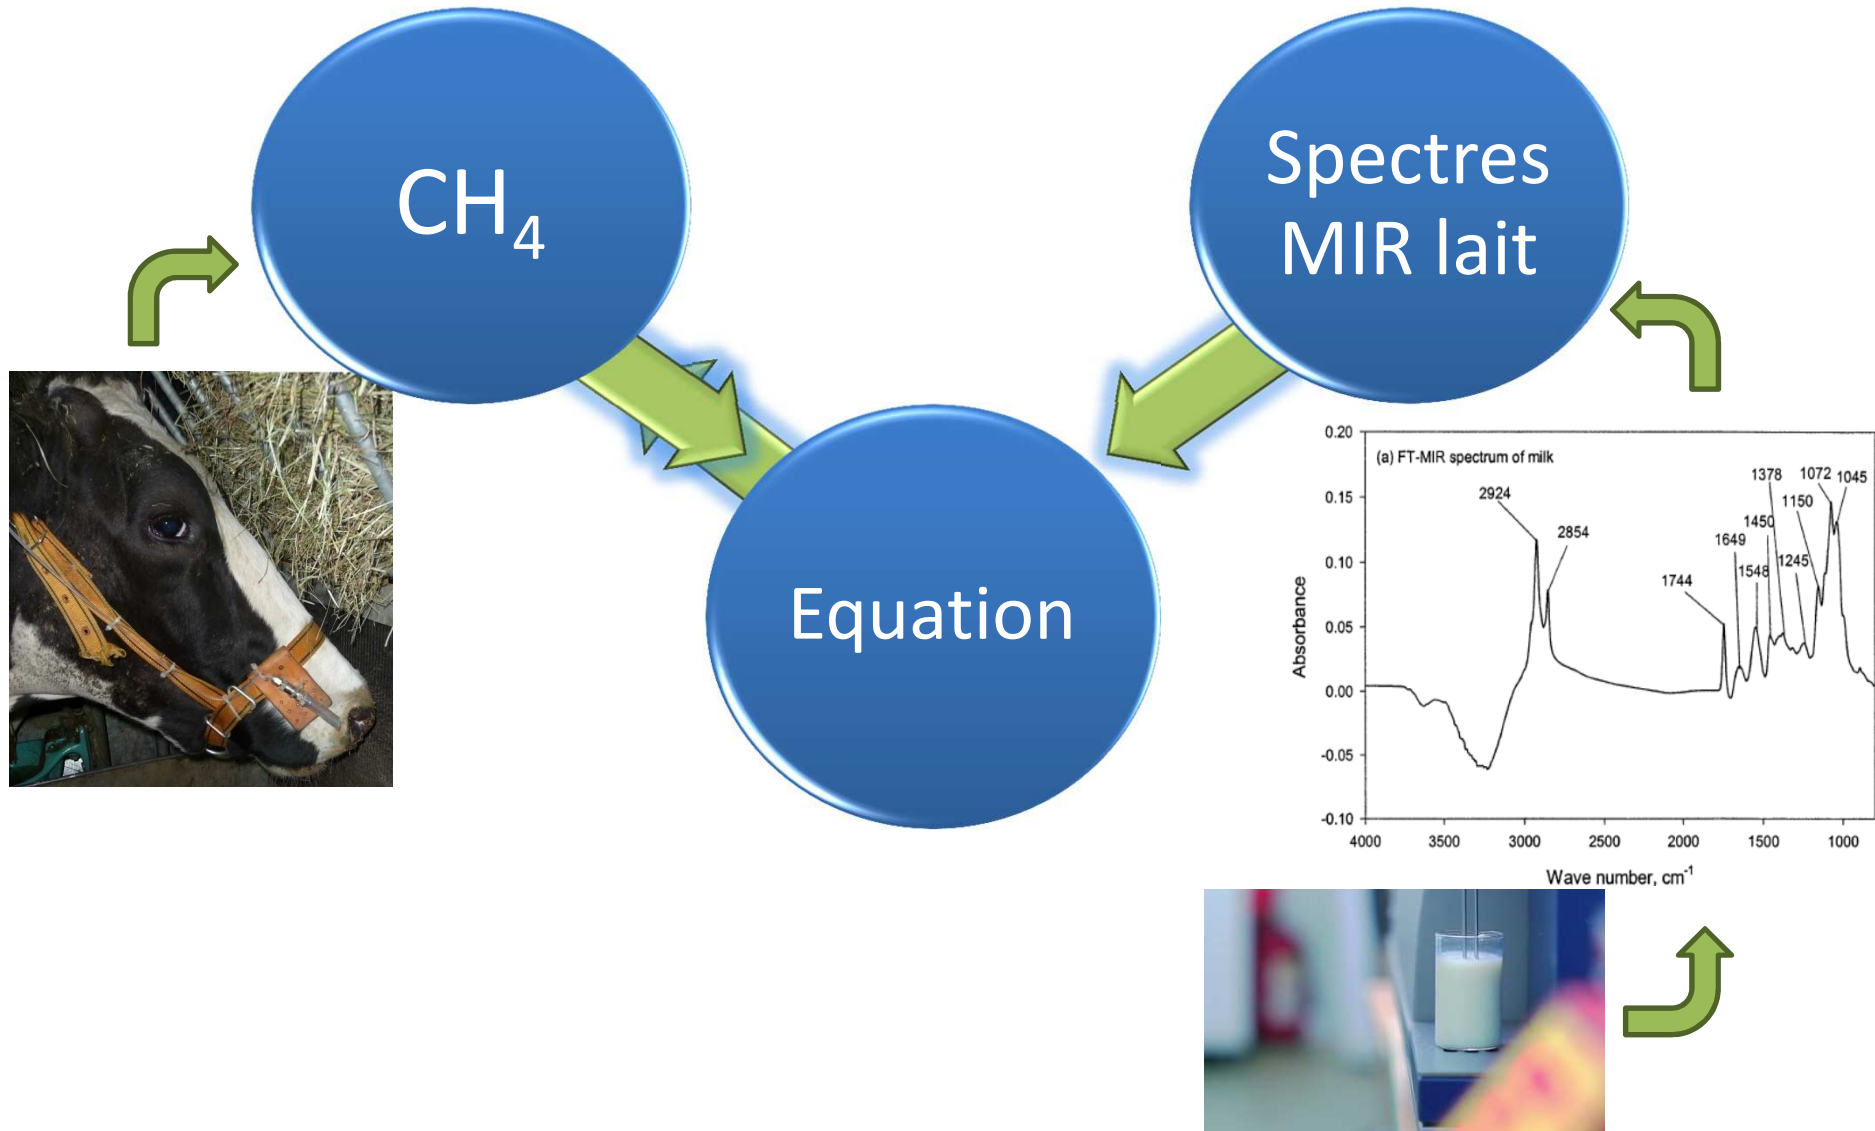 CH4
Spectres
MIR lait
Equation
(a) FT-MIR spectrum of milk
2924
2854
1744
1649
1548
1450
1378
1245
1150
1072
1045
Absorbance
0.20
0.15
0.10
0.05
0.00
-0.05
-0.10
4000 3500 3000 2500 2000 1500 1000
Wave number, cm-1